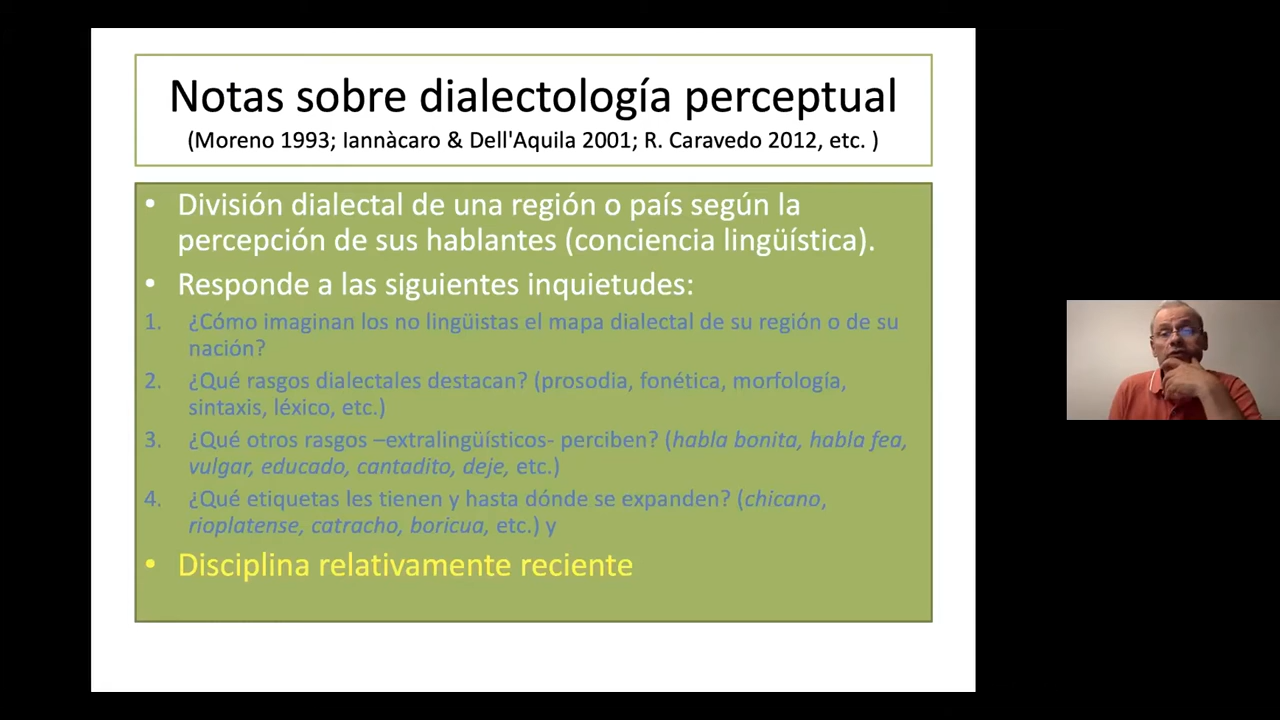 Notas sobre dialectología perceptual
(Moreno 1993; Iannàcaro & Dell'Aquila 2001; R. Caravedo 2012, etc. )
• División dialectal de una región o país según la
percepción de sus hablantes (conciencia lingüística).
• Responde a las siguientes inquietudes:
1. ¿Cómo imaginan los no lingüistas el mapa dialectal de su región o de su
nación?
2. ¿Qué rasgos dialectales destacan? (prosodia, fonética, morfología,
sintaxis, léxico, etc.)
3. ¿Qué otros rasgos –extralingüísticos- perciben? (habla bonita, habla fea,
vulgar, educado, cantadito, deje, etc.)
4. ¿Qué etiquetas les tienen y hasta dónde se expanden? (chicano,
rioplatense, catracho, boricua, etc.) y
• Disciplina relativamente reciente